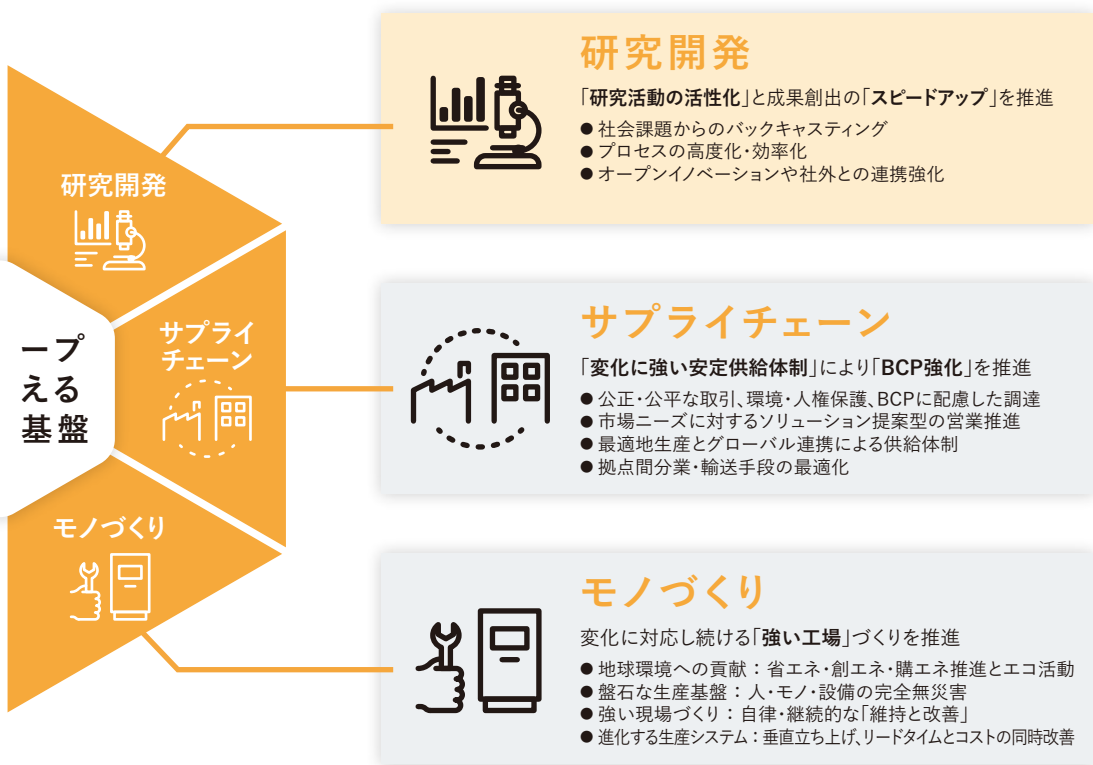 研究開発
サプライ
チェーン
モノづくり
ープ
える
基盤
研究開発
「研究活動の活性化」と成果創出の「スピードアップ」を推進
●社会課題からのバックキャスティング
●プロセスの高度化・効率化
●オープンイノベーションや社外との連携強化
サプライチェーン
「変化に強い安定供給体制」により「BCP強化」を推進
●公正・公平な取引、環境・人権保護、BCPに配慮した調達
●市場ニーズに対するソリューション提案型の営業推進
●最適地生産とグローバル連携による供給体制
●拠点間分業・輸送手段の最適化
モノづくり
変化に対応し続ける「強い工場」づくりを推進
●地球環境への貢献：省エネ・創エネ・購エネ推進とエコ活動
●盤石な生産基盤：人・モノ・設備の完全無災害
●強い現場づくり：自律・継続的な「維持と改善」
●進化する生産システム：垂直立ち上げ、リードタイムとコストの同時改善